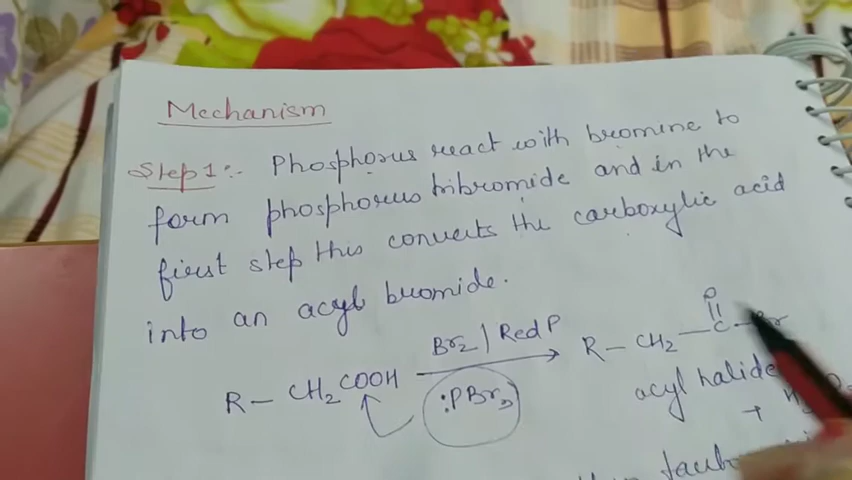 Mechanism
Step 1:- Phosphorus react with bromine to
form phosphorus tribromide and in the
first step this converts the carboxylic acid
into an acyl bromide.
R - CH2COOH
Br2 / Red P
:PBr3
R - CH2 - C -
O
acyl halide
+